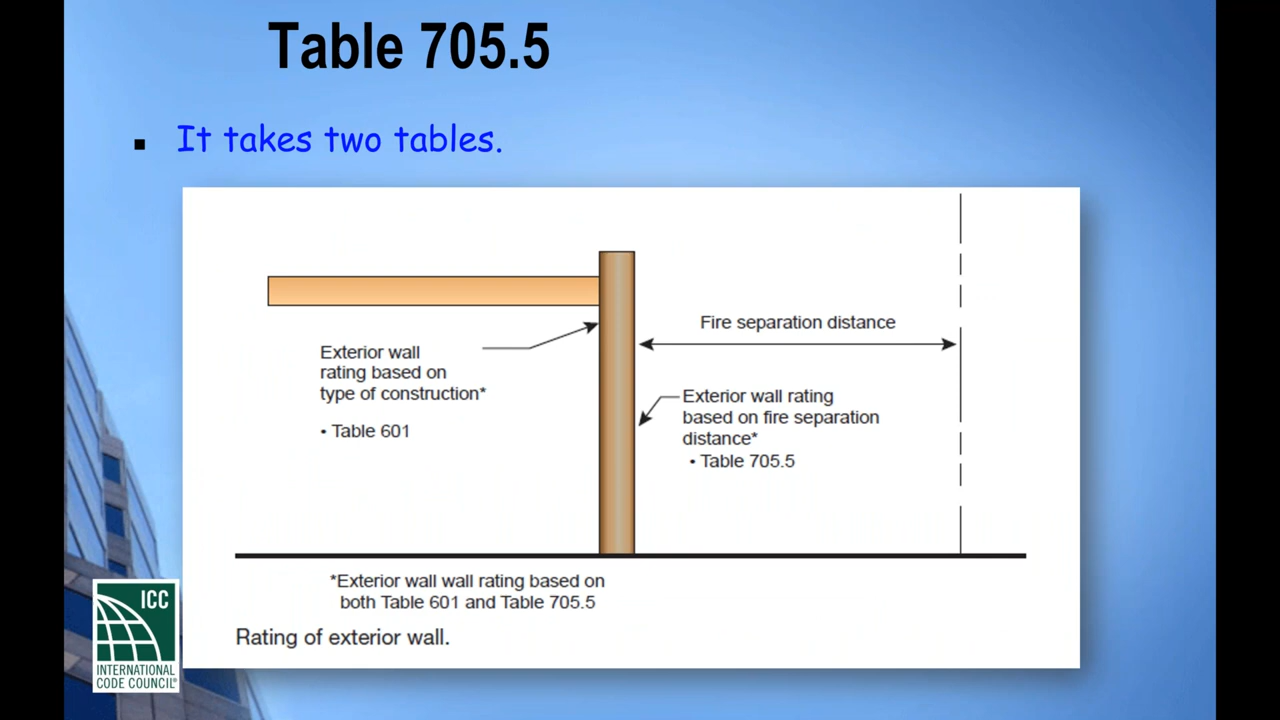 Table 705.5
▪ It takes two tables.
Fire separation distance
Exterior wall
rating based on
type of construction*
• Table 601
Exterior wall rating
based on fire separation
distance*
• Table 705.5
*Exterior wall wall rating based on
both Table 601 and Table 705.5
Rating of exterior wall.
ICC
INTERNATIONAL
CODE COUNCIL®